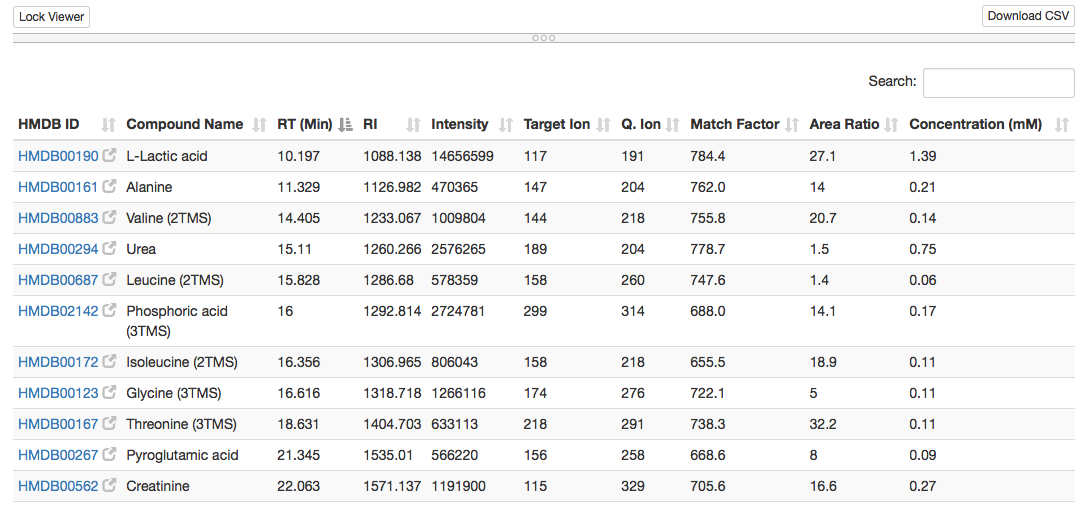 Lock Viewer
Download CSV
Search:
HMDB ID Compound Name RT (Min) RI Intensity Target Ion Q. Ion Match Factor Area Ratio Concentration (mM)
HMDB00190 L-Lactic acid 10.197 1088.138 14656599 117 191 784.4 27.1 1.39
HMDB00161 Alanine 11.329 1126.982 470365 147 204 762.0 14 0.21
HMDB00883 Valine (2TMS) 14.405 1233.067 1009804 144 218 755.8 20.7 0.14
HMDB00294 Urea 15.11 1260.266 2576265 189 204 778.7 1.5 0.75
HMDB00687 Leucine (2TMS) 15.828 1286.68 578359 158 260 747.6 1.4 0.06
HMDB02142 Phosphoric acid 16 1292.814 2724781 299 314 688.0 14.1 0.17
(3TMS)
HMDB00172 Isoleucine (2TMS) 16.356 1306.965 806043 158 218 655.5 18.9 0.11
HMDB00123 Glycine (3TMS) 16.616 1318.718 1266116 174 276 722.1 5 0.11
HMDB00167 Threonine (3TMS) 18.631 1404.703 633113 218 291 738.3 32.2 0.11
HMDB00267 Pyroglutamic acid 21.345 1535.01 566220 156 258 668.6 8 0.09
HMDB00562 Creatinine 22.063 1571.137 1191900 115 329 705.6 16.6 0.27